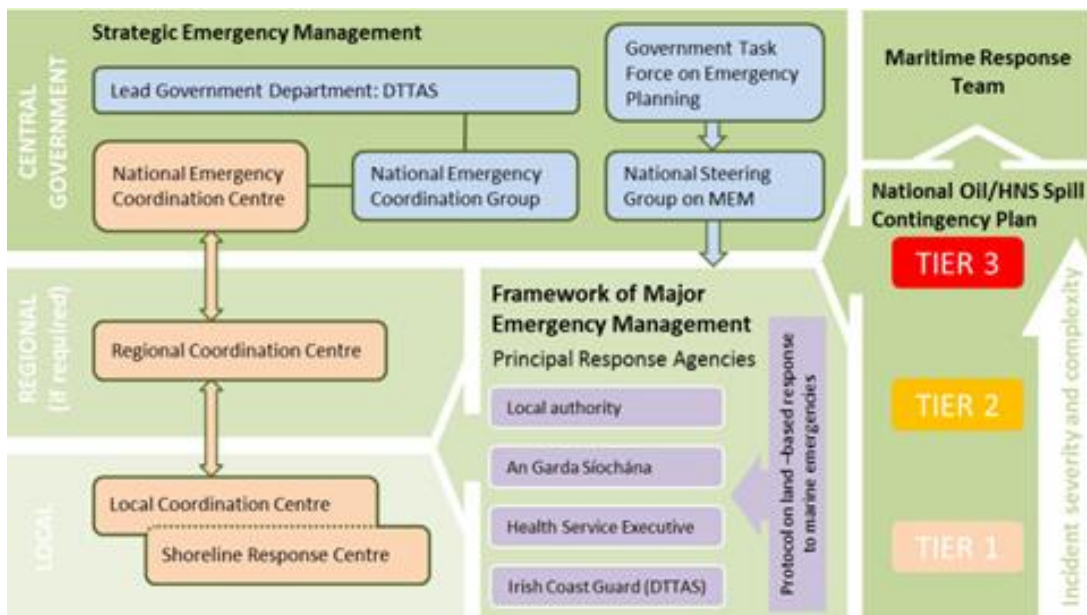 Strategic Emergency Management
CENTRAL
GOVERNMENT
Lead Government Department: DTTAS
National Emergency
Coordination Centre
National Emergency
Coordination Group
Government Task
Force on Emergency
Planning
National Steering
Group on MEM
Maritime Response
Team
National Oil/HNS Spill
Contingency Plan
TIER 3
TIER 2
TIER 1
Incident severity and complexity
REGIONAL
(if required)
Regional Coordination Centre
Framework of Major
Emergency Management
Principal Response Agencies
Local authority
An Garda Síochána
Health Service Executive
Irish Coast Guard (DTTAS)
Protocol on land –based response
to marine emergencies
LOCAL
Local Coordination Centre
Shoreline Response Centre